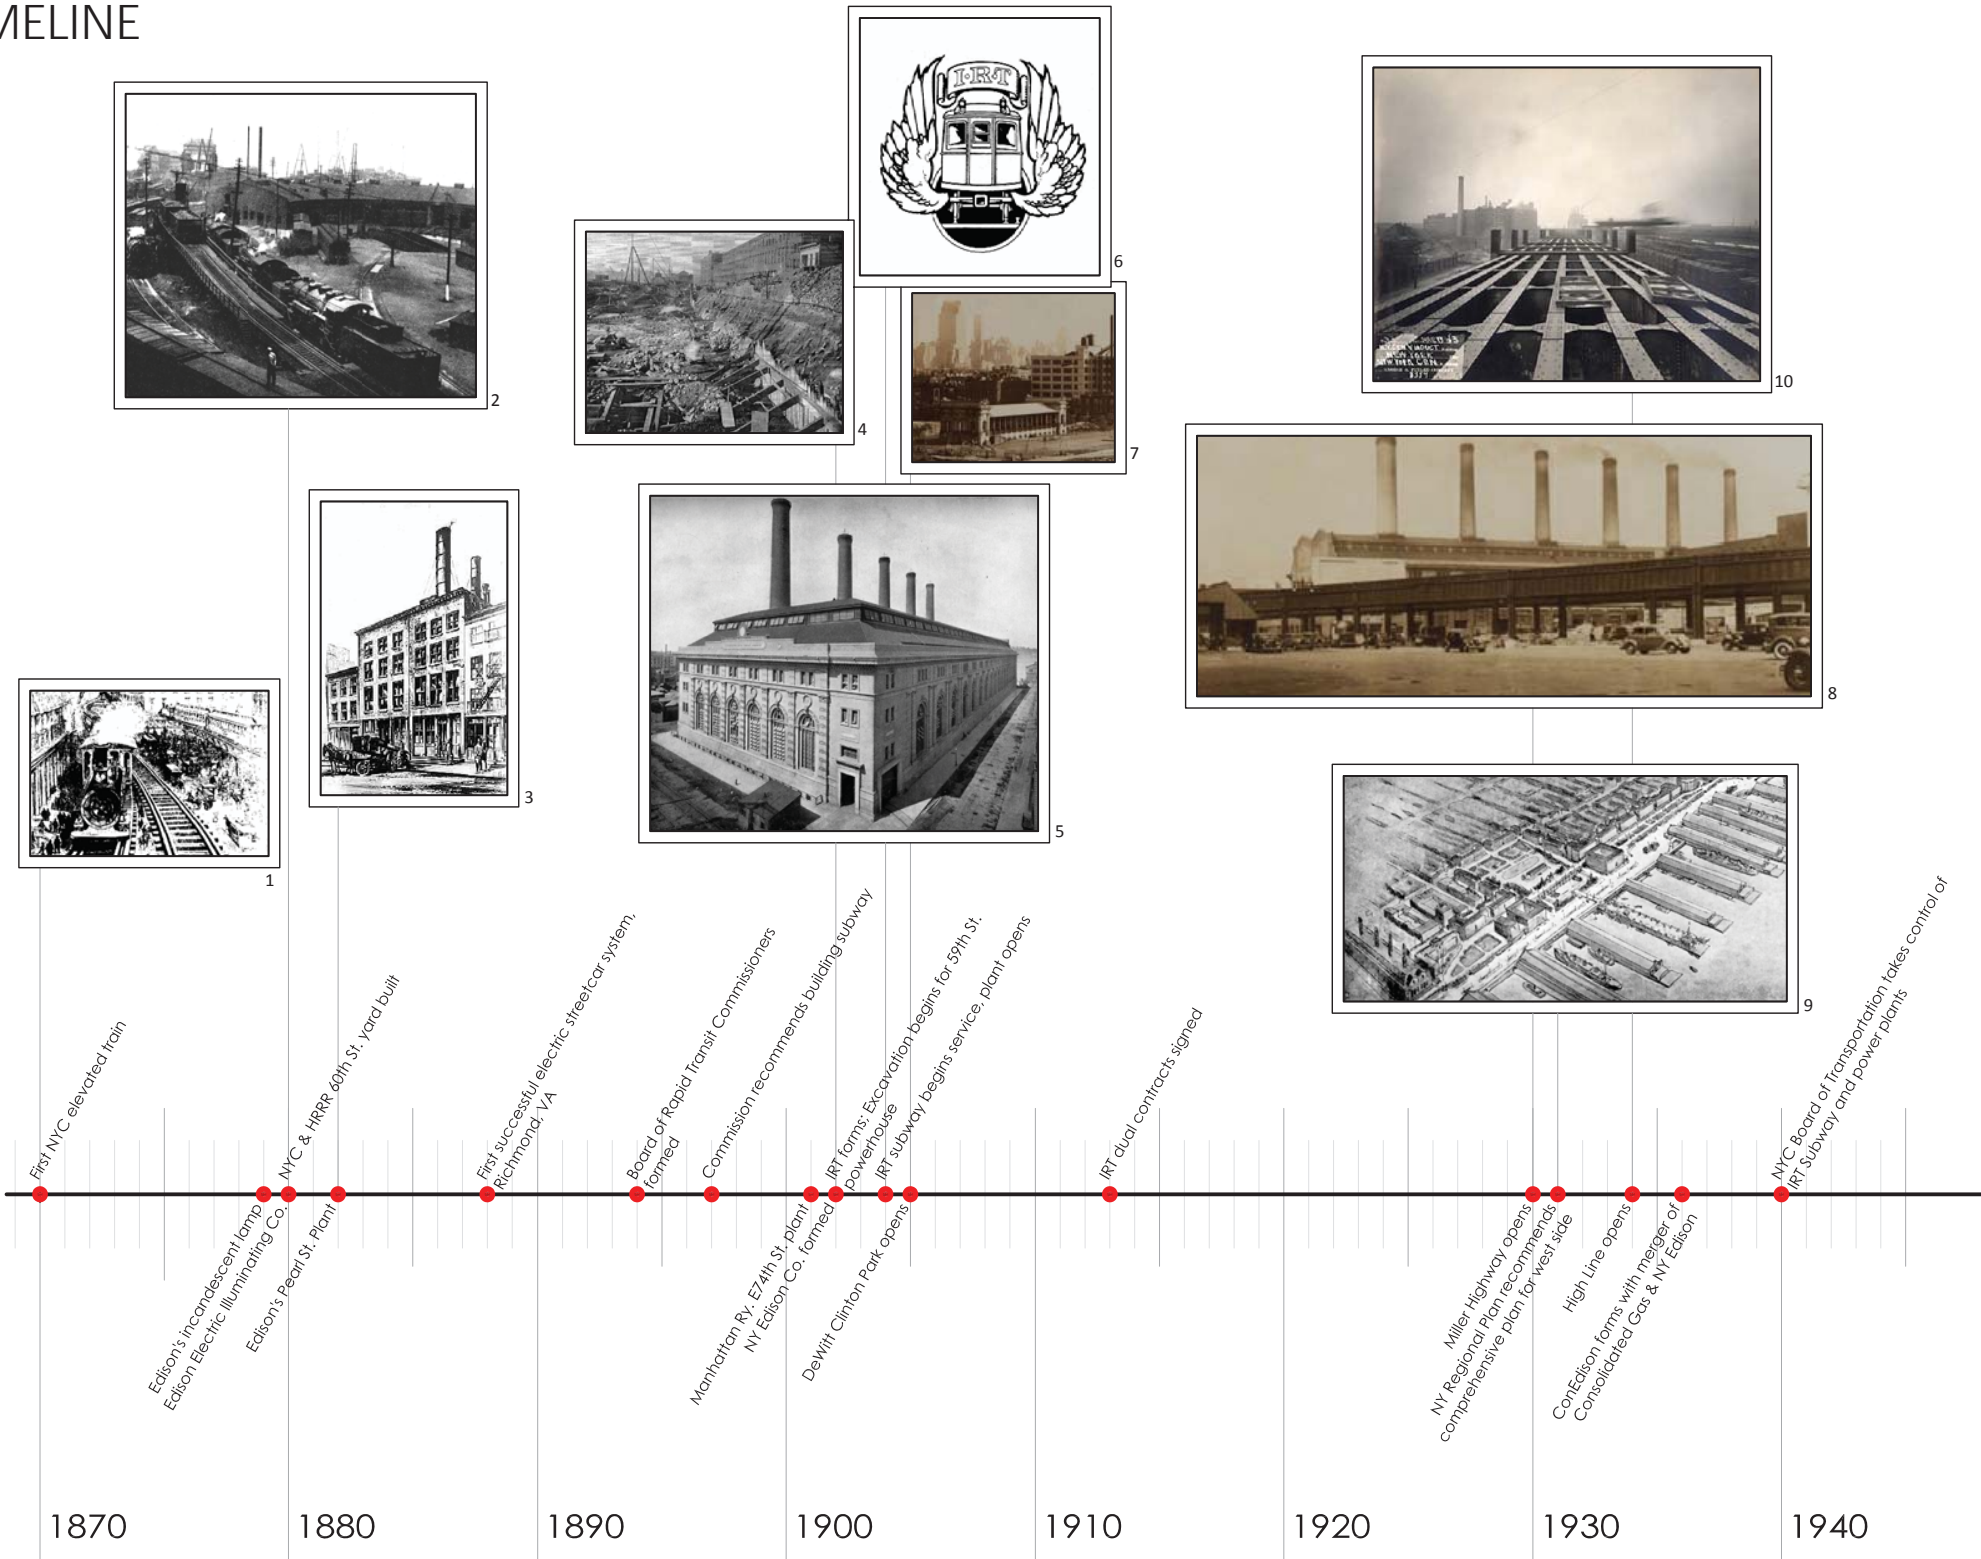 MELINE
I·R·T
6
2
4
7
10
3
5
8
1
9
First NYC elevated train
NYC & HRRR 60th St. yard built
First successful electric streetcar system,
Richmond, VA
Board of Rapid Transit Commissioners
formed
Commission recommends building subway
IRT forms; Excavation begins for 59th St.
powerhouse
IRT subway begins service, plant opens
IRT dual contracts signed
NYC Board of Transportation takes control of
IRT Subway and power plants
Edison's incandescent lamp
Edison Electric Illuminating Co.
Edison's Pearl St. Plant
Manhattan Ry. E74th St. plant
NY Edison Co. formed
DeWitt Clinton Park opens
Miller Highway opens
NY Regional Plan recommends
comprehensive plan for west side
High Line opens
ConEdison forms with merger of
Consolidated Gas & NY Edison
1870
1880
1890
1900
1910
1920
1930
1940